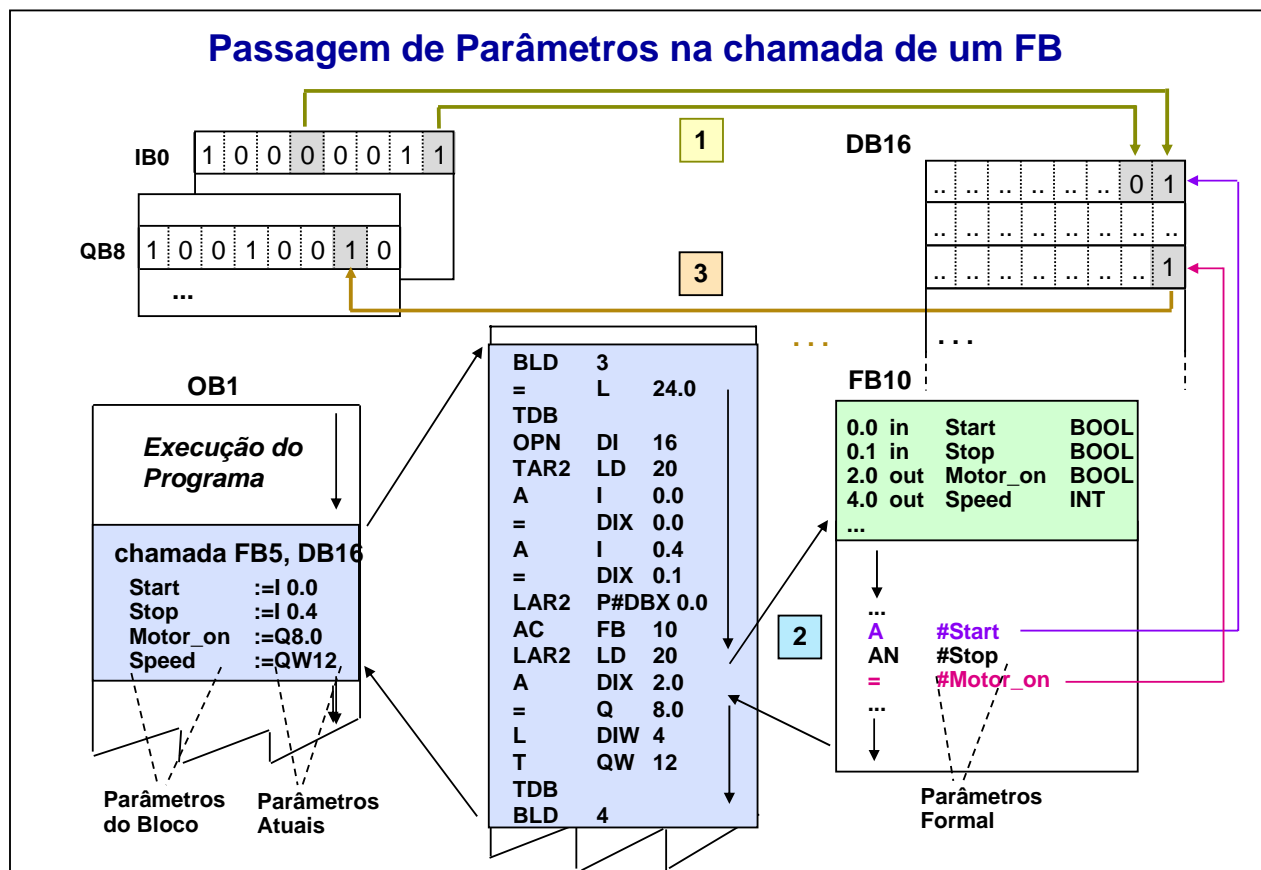 Passagem de Parâmetros na chamada de um FB
1
IB0 1 0 0 0 0 0 1 1
DB16
.. .. .. .. .. .. 0 1
.. .. .. .. .. .. .. ..
.. .. .. .. .. .. .. 1
QB8 1 0 0 1 0 0 1 0
...
3
. . .
. . .
OB1
Execução do
Programa
chamada FB5, DB16
Start :=I 0.0
Stop :=I 0.4
Motor_on :=Q8.0
Speed :=QW12
Parâmetros
do Bloco
Parâmetros
Atuais
BLD 3
= L 24.0
TDB
OPN DI 16
TAR2 LD 20
A I 0.0
= DIX 0.0
A I 0.4
= DIX 0.1
LAR2 P#DBX 0.0
AC FB 10
LAR2 LD 20
A DIX 2.0
= Q 8.0
L DIW 4
T QW 12
TDB
BLD 4
2
FB10
0.0 in Start BOOL
0.1 in Stop BOOL
2.0 out Motor_on BOOL
4.0 out Speed INT
...
...
A #Start
AN #Stop
= #Motor_on
...
Parâmetros
Formal